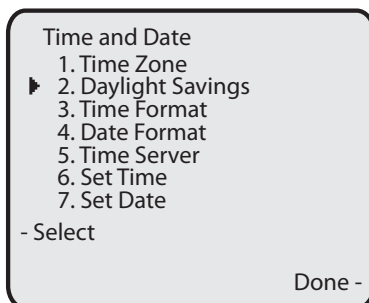 Time and Date
1. Time Zone
2. Daylight Savings
3. Time Format
4. Date Format
5. Time Server
6. Set Time
7. Set Date
- Select
Done -